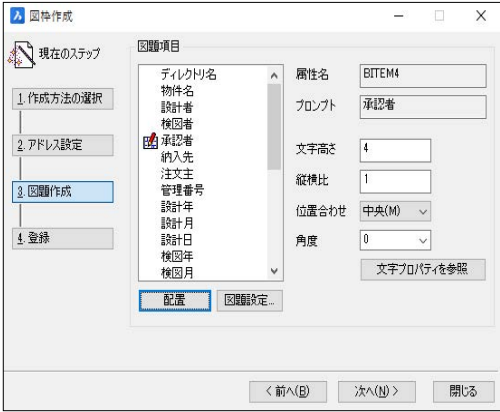 図枠作成
現在のステップ
1.作成方法の選択
2.アドレス設定
3.図題作成
4.登録
図題項目
ディレクトリ名
物件名
設計者
検図者
承認者
納入先
注文主
管理番号
設計年
設計月
設計日
検図年
検図月
配置
図題設定...
属性名 BITEM4
プロンプト 承認者
文字高さ 4
縦横比 1
位置合わせ 中央(M)
角度 0
文字プロパティを参照
< 前へ(B)
次へ(N) >
閉じる